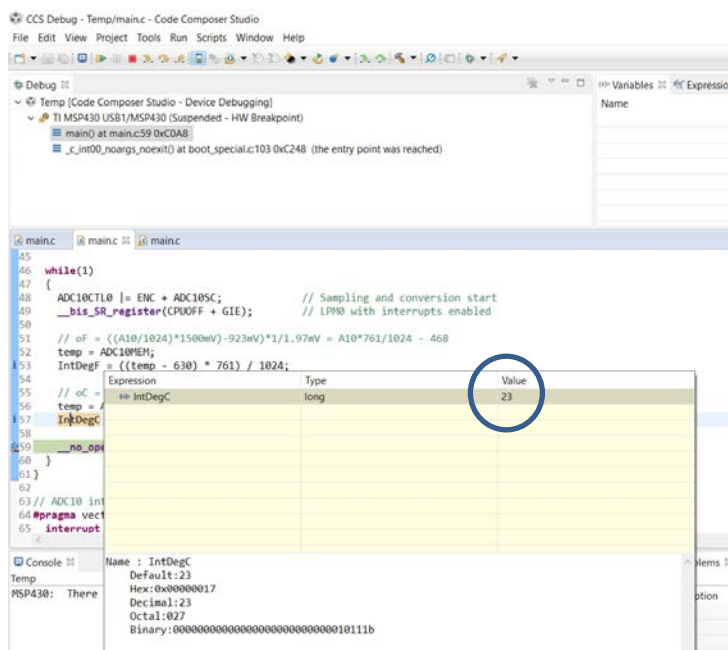 CCS Debug - Temp/main.c - Code Composer Studio
File Edit View Project Tools Run Scripts Window Help
Debug
Variables Expressio
Temp [Code Composer Studio - Device Debugging]
Name
TI MSP430 USB1/MSP430 (Suspended - HW Breakpoint)
main() at main.c:59 0xC0A8
_c_int00_noargs_noexit() at boot_special.c:103 0xC248 (the entry point was reached)
main.c main.c main.c
45
46 while(1)
47 {
48 ADC10CTL0 |= ENC + ADC10SC; // Sampling and conversion start
49 __bis_SR_register(CPUOFF + GIE); // LPM0 with interrupts enabled
50
51 // oF = ((A10/1024)*1500mV)-923mV)*1/1.97mV = A10*761/1024 - 468
52 temp = ADC10MEM;
53 IntDegF = ((temp - 630) * 761) / 1024;
54
Expression Type Value
55 // oC =
IntDegC long 23
56 temp = A
57 IntDegC
58
59 __no_ope
60 }
61 }
62
63 // ADC10 int
64 #pragma vect
65 interrupt
Console
Name : IntDegC
olems
Temp
Default:23
MSP430: There
Hex:0x00000017
ption
Decimal:23
Octal:027
Binary:00000000000000000000000000010111b